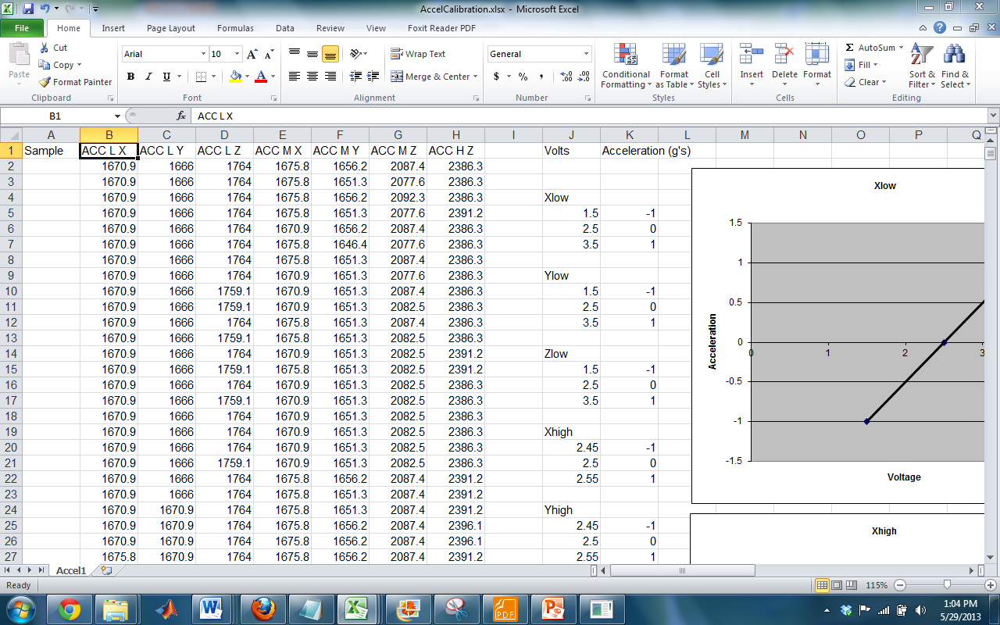 AccelCalibration.xlsx - Microsoft Excel
File Home Insert Page Layout Formulas Data Review View Foxit Reader PDF
Paste Cut Copy Format Painter Clipboard
Arial 10 A A B I U A Font
Wrap Text Merge & Center Alignment
General $ % , .00 .0 Number
Conditional Formatting Format as Table Cell Styles Styles
Insert Delete Format Cells
Σ AutoSum Fill Clear Sort & Filter Find & Select Editing
B1 fx ACC L X
A B C D E F G H I J K L M N O P Q
1 Sample ACC L X ACC L Y ACC L Z ACC M X ACC M Y ACC M Z ACC H Z Volts Acceleration (g's)
2 1670.9 1666 1764 1675.8 1656.2 2087.4 2386.3
3 1670.9 1666 1764 1675.8 1651.3 2077.6 2386.3
4 1670.9 1666 1764 1675.8 1656.2 2092.3 2386.3 Xlow
5 1670.9 1666 1764 1675.8 1651.3 2077.6 2391.2 1.5 -1
6 1670.9 1666 1764 1670.9 1656.2 2087.4 2386.3 2.5 0
7 1670.9 1666 1764 1675.8 1646.4 2077.6 2386.3 3.5 1
8 1670.9 1666 1764 1675.8 1651.3 2087.4 2386.3
9 1670.9 1666 1764 1670.9 1651.3 2077.6 2386.3 Ylow
10 1670.9 1666 1759.1 1670.9 1651.3 2087.4 2386.3 1.5 -1
11 1670.9 1666 1759.1 1670.9 1651.3 2082.5 2386.3 2.5 0
12 1670.9 1666 1764 1675.8 1651.3 2087.4 2386.3 3.5 1
13 1670.9 1666 1759.1 1675.8 1651.3 2082.5 2386.3
14 1670.9 1666 1764 1670.9 1651.3 2082.5 2391.2 Zlow
15 1670.9 1666 1759.1 1675.8 1651.3 2082.5 2391.2 1.5 -1
16 1670.9 1666 1764 1670.9 1651.3 2082.5 2386.3 2.5 0
17 1670.9 1666 1759.1 1670.9 1651.3 2082.5 2386.3 3.5 1
18 1670.9 1666 1764 1670.9 1651.3 2082.5 2386.3
19 1670.9 1666 1764 1670.9 1651.3 2082.5 2386.3 Xhigh
20 1670.9 1666 1764 1670.9 1651.3 2082.5 2386.3 2.45 -1
21 1670.9 1666 1759.1 1670.9 1651.3 2082.5 2386.3 2.5 0
22 1670.9 1666 1764 1675.8 1656.2 2087.4 2391.2 2.55 1
23 1670.9 1666 1764 1675.8 1651.3 2087.4 2391.2
24 1670.9 1670.9 1764 1675.8 1651.3 2087.4 2391.2 Yhigh
25 1670.9 1670.9 1764 1675.8 1656.2 2087.4 2396.1 2.45 -1
26 1670.9 1670.9 1764 1675.8 1656.2 2087.4 2396.1 2.5 0
27 1675.8 1670.9 1764 1675.8 1656.2 2087.4 2391.2 2.55 1
Xlow
1.5
1
0.5
0
-0.5
-1
-1.5
0 1 2 3
Acceleration
Voltage
Xhigh
Accel1
Ready 115%
PDF
1:04 PM
5/29/2013